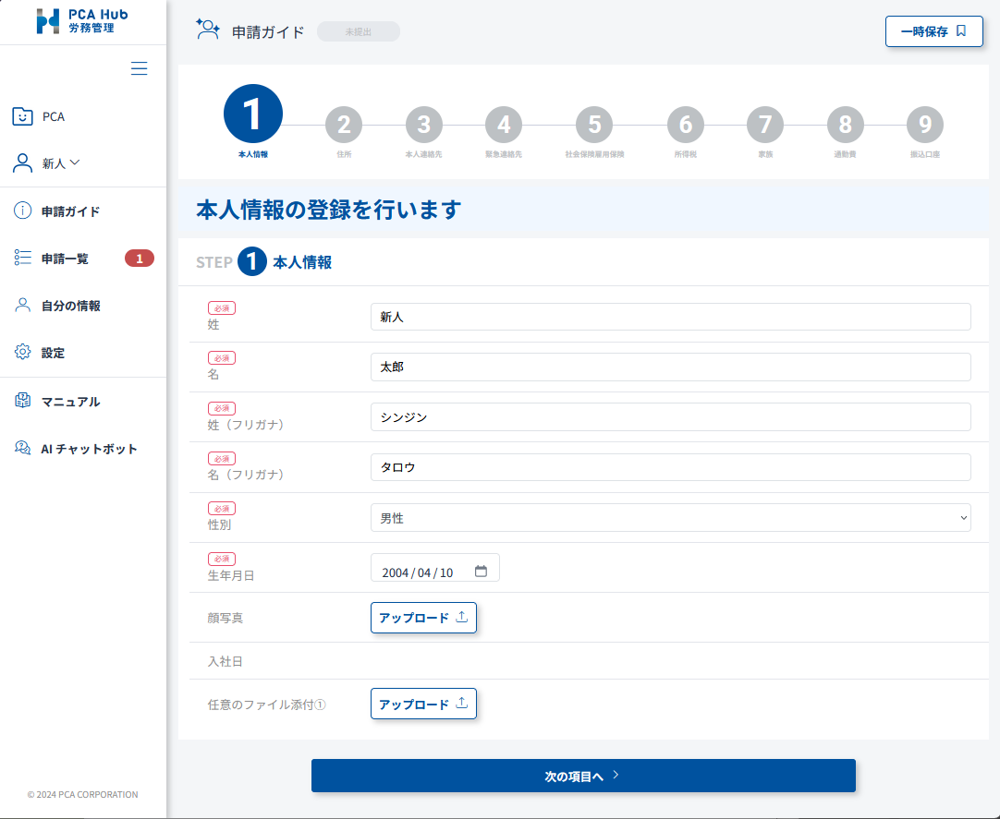 PCA Hub
労務管理
PCA
新人
申請ガイド
申請一覧 1
自分の情報
設定
マニュアル
AI チャットボット
© 2024 PCA CORPORATION
申請ガイド 未提出
一時保存
1 2 3 4 5 6 7 8 9
本人情報 住所 本人連絡先 緊急連絡先 社会保険雇用保険 所得税 家族 通勤費 振込口座
本人情報の登録を行います
STEP 1 本人情報
必須
姓 新人
必須
名 太郎
必須
姓（フリガナ） シンジン
必須
名（フリガナ） タロウ
必須
性別 男性
必須
生年月日 2004/04/10
顔写真 アップロード
入社日
任意のファイル添付① アップロード
次の項目へ